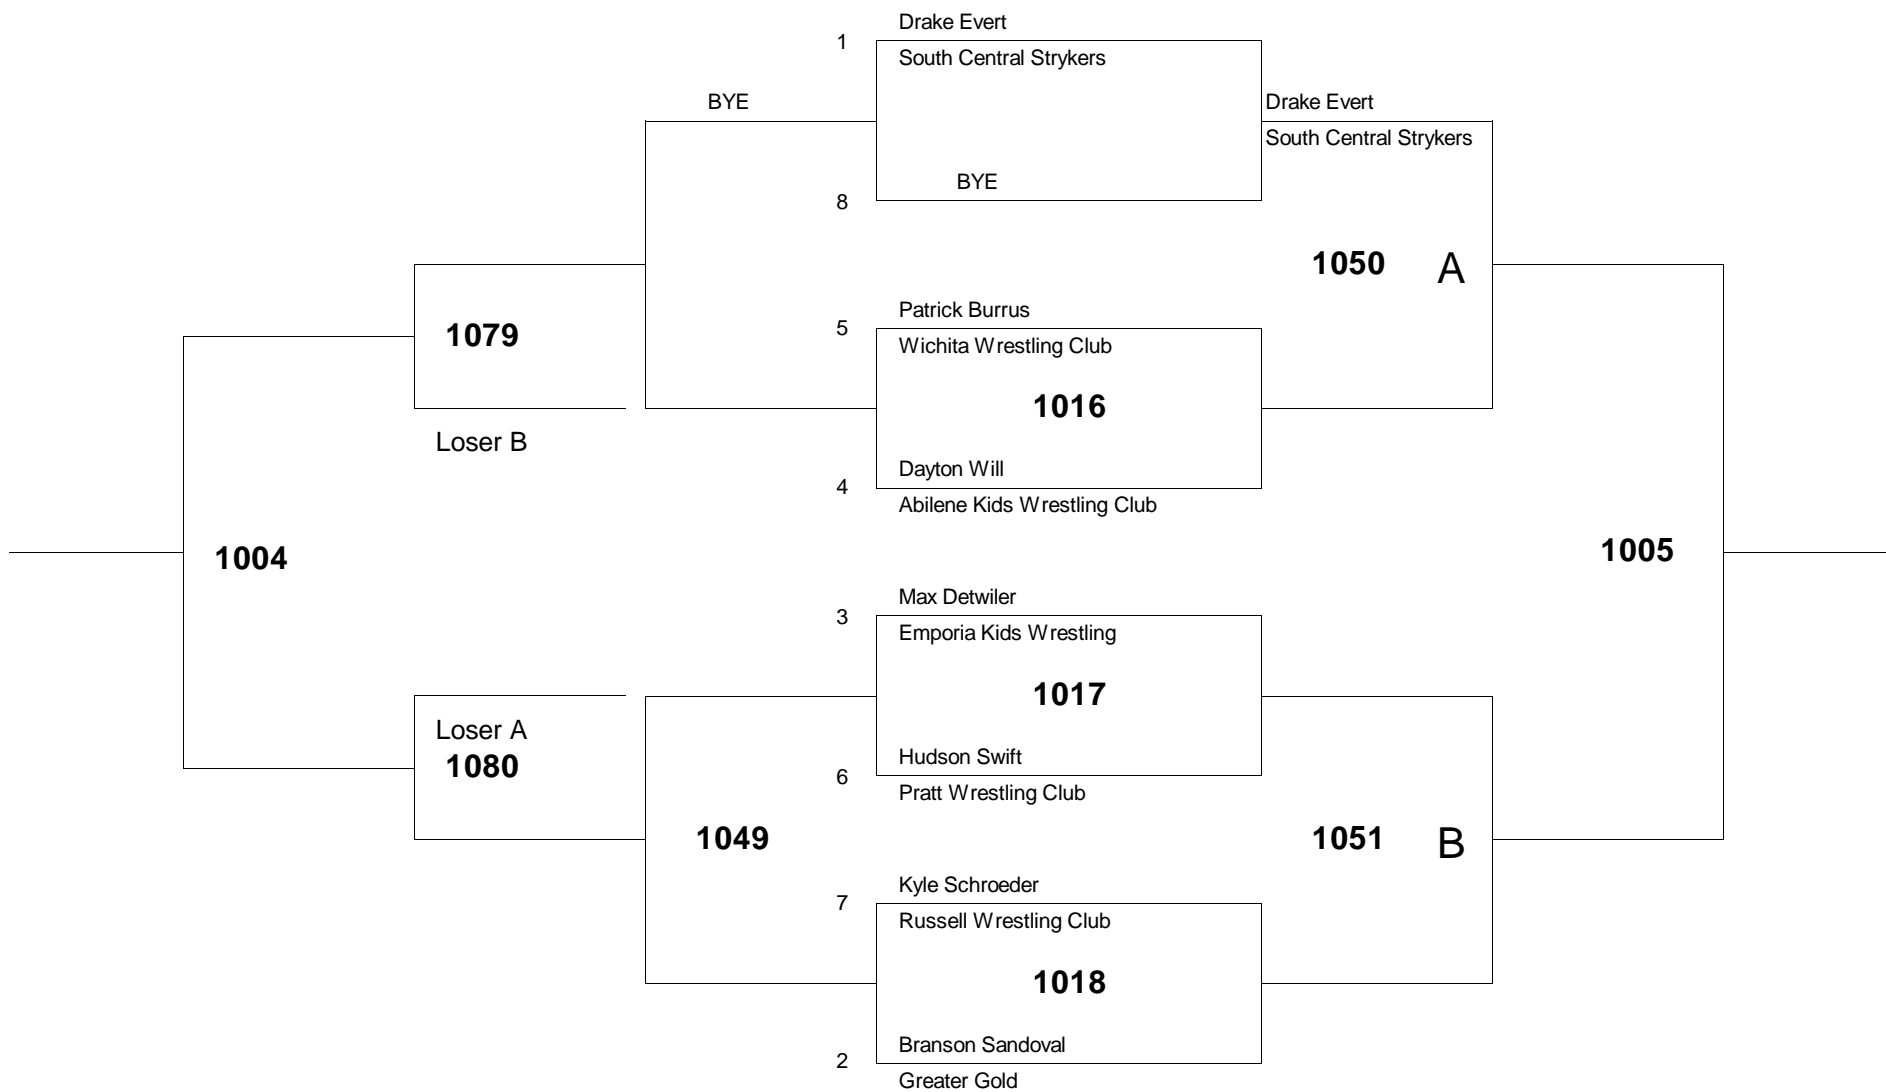 Drake Evert
1
South Central Strykers
BYE
Drake Evert
South Central Strykers
BYE
8
1050 A
Patrick Burrus
5
1079
Wichita Wrestling Club
1016
Loser B
Dayton Will
4
Abilene Kids Wrestling Club
1004
1005
Max Detwiler
3
Emporia Kids Wrestling
1017
Loser A
1080
Hudson Swift
6
Pratt Wrestling Club
1049
1051 B
Kyle Schroeder
7
Russell Wrestling Club
1018
Branson Sandoval
2
Greater Gold